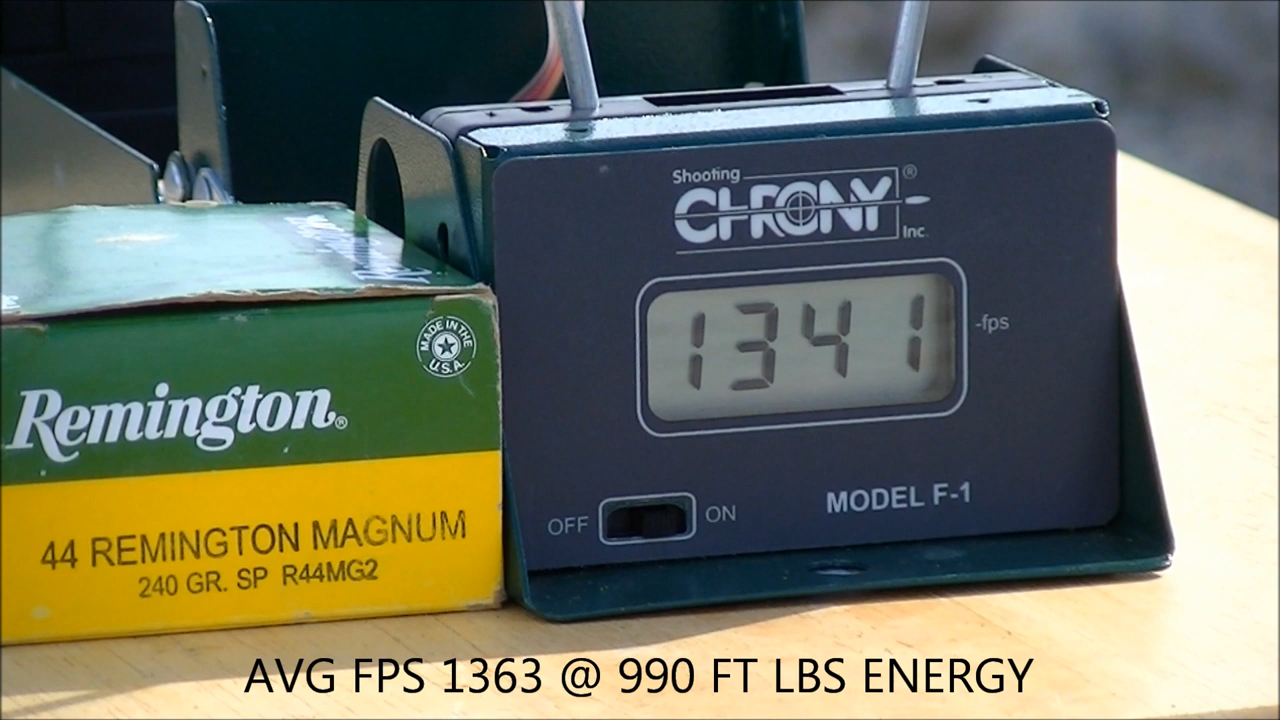 Shooting
CHRONY®
Inc.
1341
-fps
MADE IN THE
U.S.A.
Remington®
44 REMINGTON MAGNUM
240 GR. SP R44MG2
OFF
ON
MODEL F-1
AVG FPS 1363 @ 990 FT LBS ENERGY